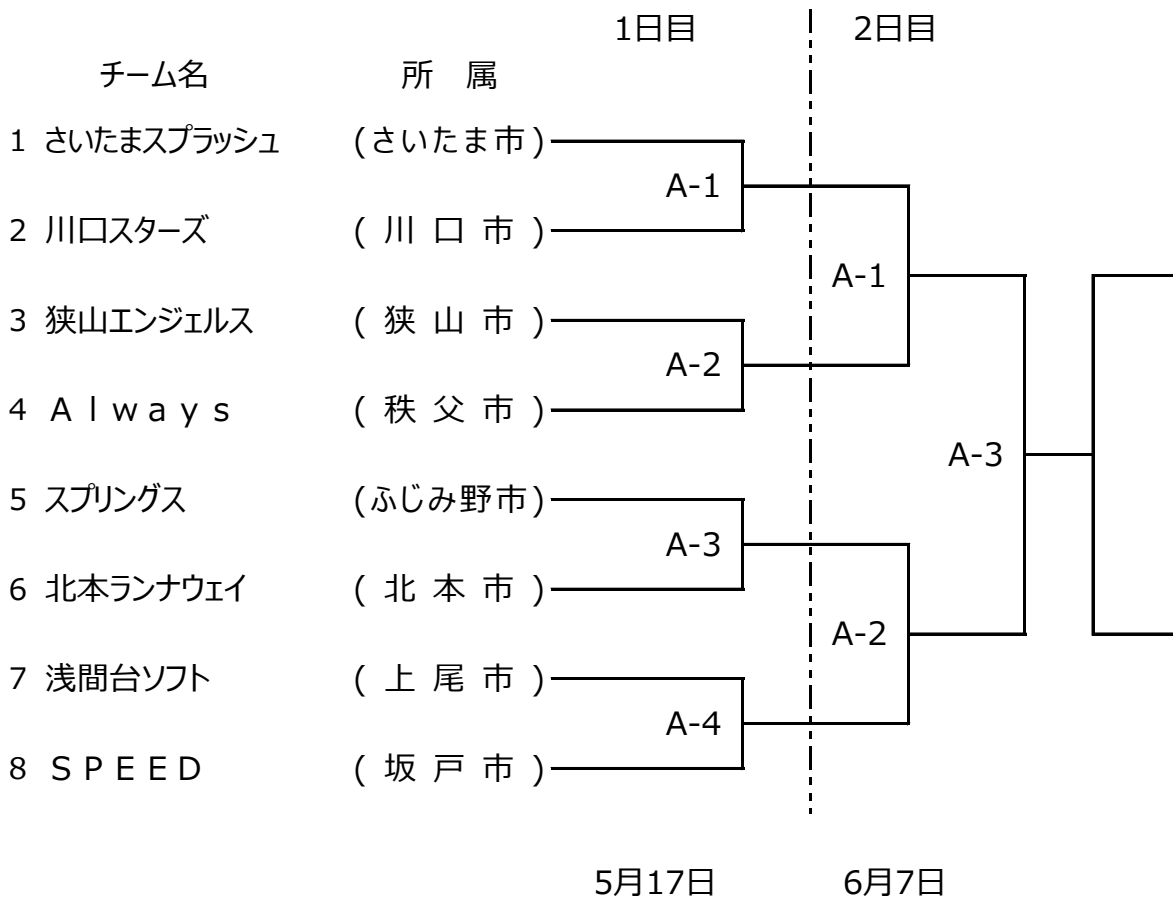 1日目 2日目
チーム名 所 属
1 さいたまスプラッシュ (さいたま市)
A-1
2 川口スターズ ( 川 口 市 )
A-1
3 狭山エンジェルス ( 狭 山 市 )
A-2
4 Ａｌｗａｙｓ ( 秩 父 市 )
A-3
5 スプリングス (ふじみ野市)
A-3
6 北本ランナウェイ ( 北 本 市 )
A-2
7 浅間台ソフト ( 上 尾 市 )
A-4
8 ＳＰＥＥＤ ( 坂 戸 市 )
5月17日 6月7日